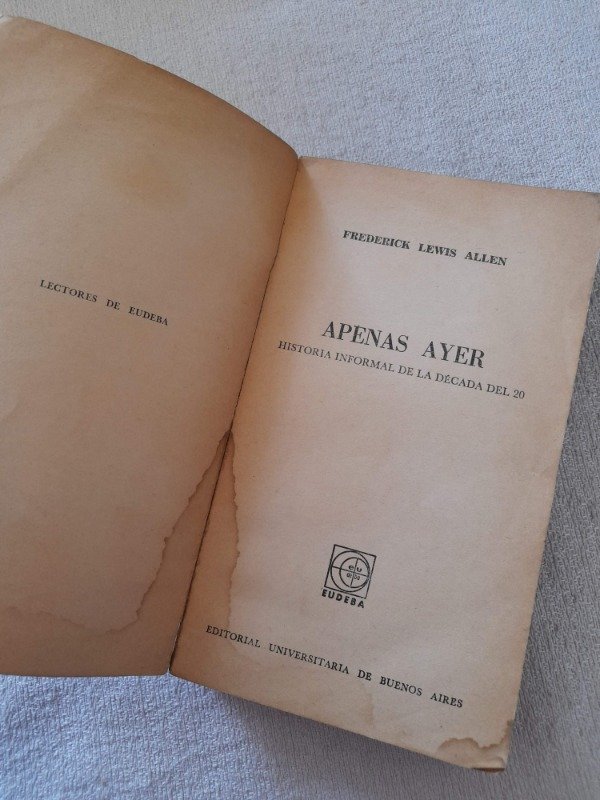 LECTORES DE EUDEBA
FREDERICK LEWIS ALLEN
APENAS AYER
HISTORIA INFORMAL DE LA DÉCADA DEL 20
EUDEBA
EDITORIAL UNIVERSITARIA DE BUENOS AIRES